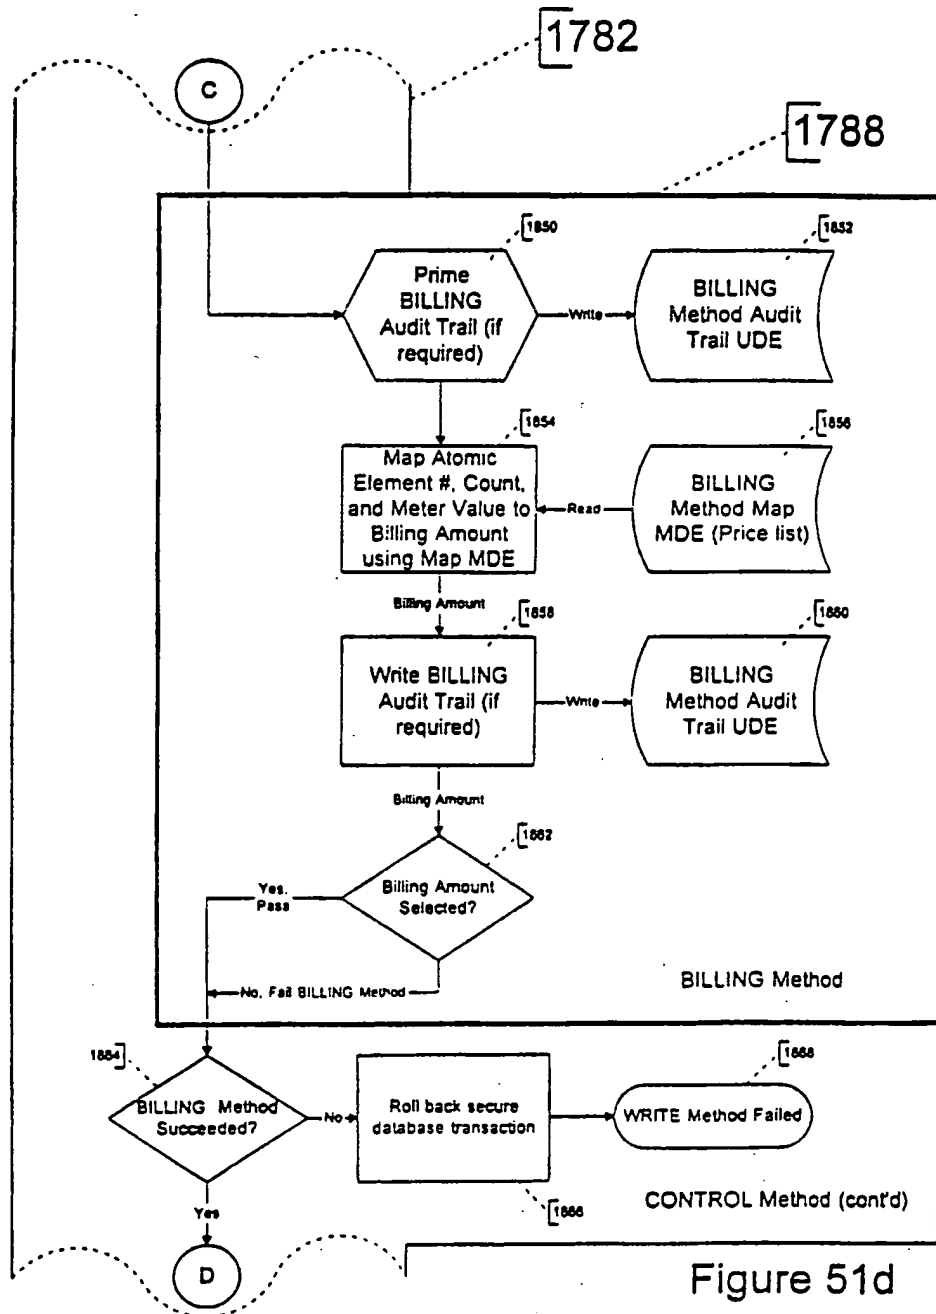 1782
C
1788
1850
Prime
BILLING
Audit Trail (if
required)
Write
1852
BILLING
Method Audit
Trail UDE
1854
Map Atomic
Element #, Count,
and Meter Value to
Billing Amount
using Map MDE
Read
1856
BILLING
Method Map
MDE (Price list)
Billing Amount
1858
Write BILLING
Audit Trail (if
required)
Write
1860
BILLING
Method Audit
Trail UDE
Billing Amount
1862
Billing Amount
Selected?
Yes,
Pass
No, Fail BILLING Method
BILLING Method
1864
BILLING Method
Succeeded?
No
Roll back secure
database transaction
1866
1868
WRITE Method Failed
CONTROL Method (cont'd)
Yes
D
Figure 51d